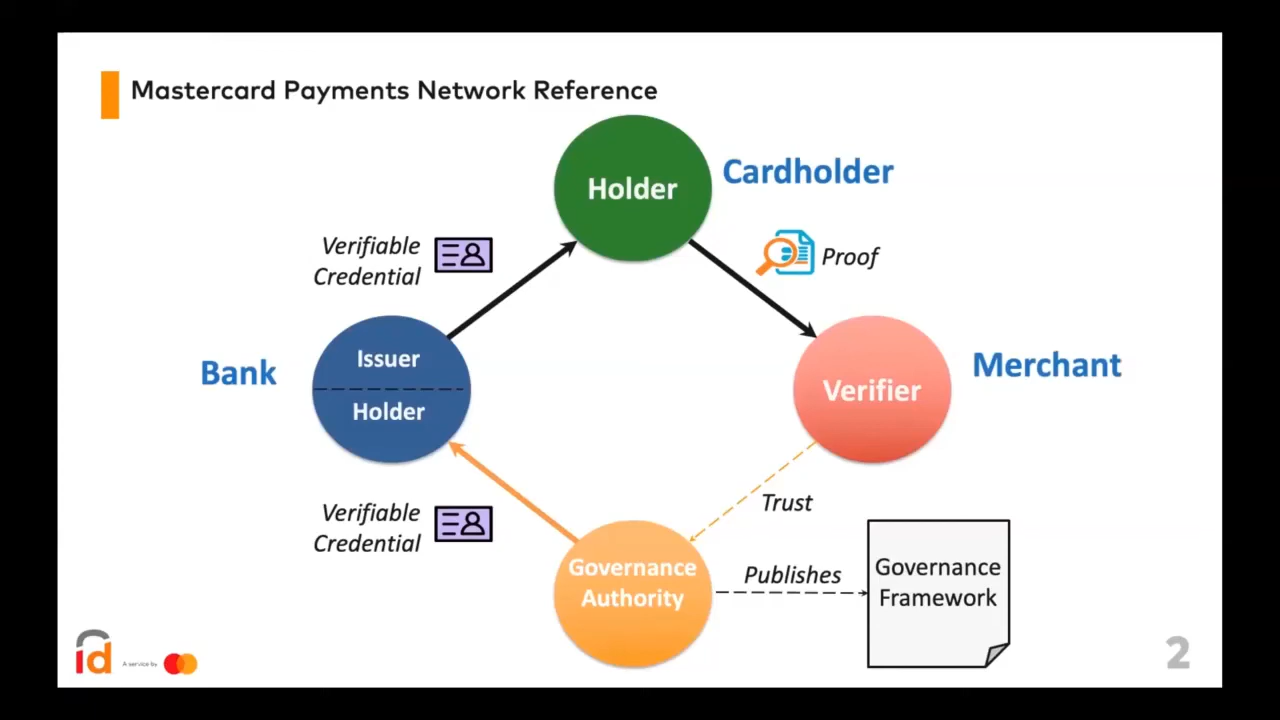 Mastercard Payments Network Reference
Holder
Cardholder
Verifiable
Credential
Proof
Bank
Issuer
Holder
Verifier
Merchant
Verifiable
Credential
Trust
Governance
Authority
Publishes
Governance
Framework
id
A service by
2